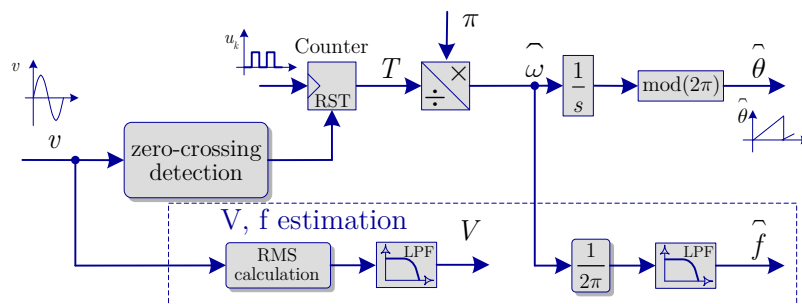 π
u_k
Counter
T
×
÷
RST
ω̂
1
s
mod(2π)
θ̂
v
v
zero-crossing
detection
θ̂
V, f estimation
RMS
calculation
LPF
V
1
2π
LPF
f̂